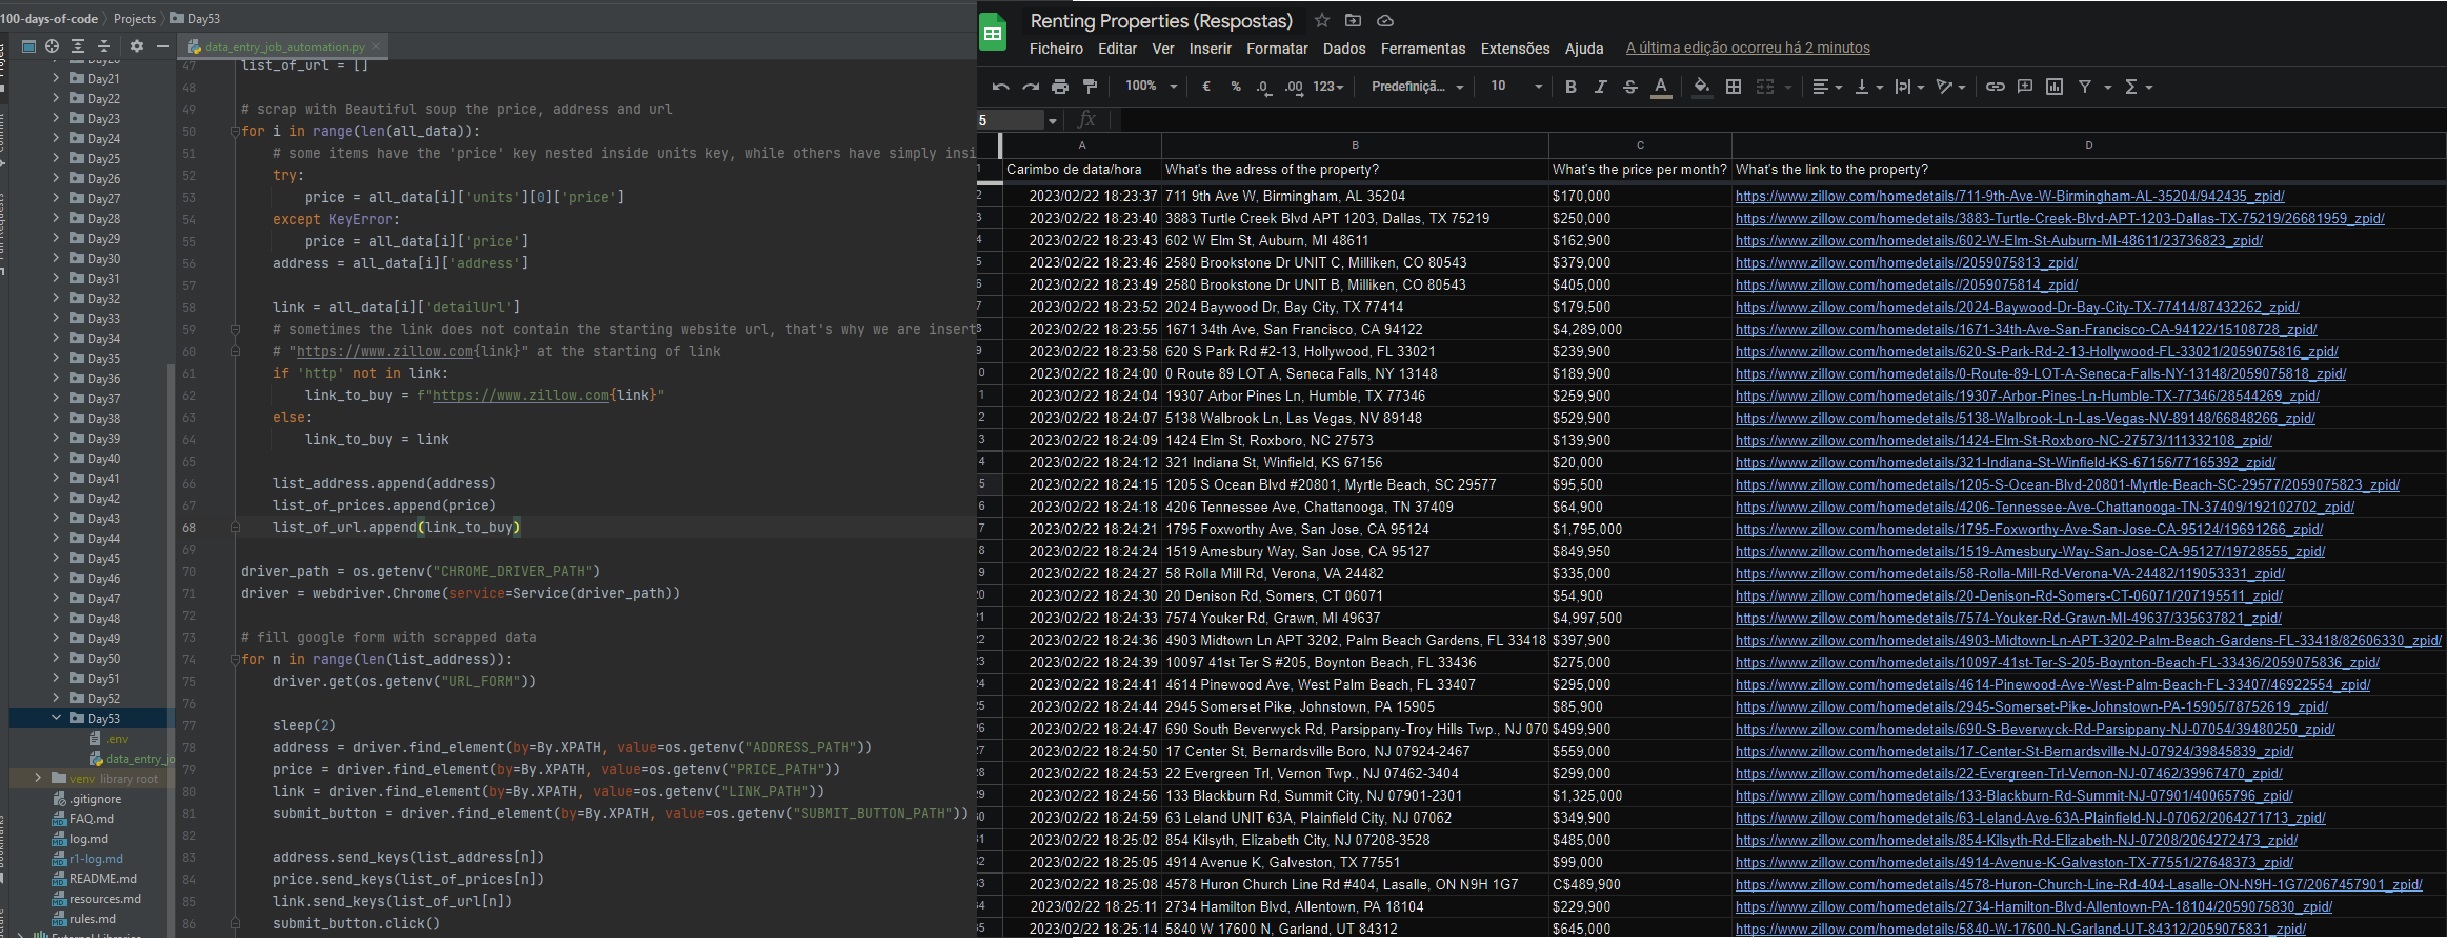 100-days-of-code
Projects
Day53
data_entry_job_automation.py
Day21
Day22
Day23
Day24
Day25
Day26
Day27
Day28
Day29
Day30
Day31
Day32
Day33
Day34
Day35
Day36
Day37
Day38
Day39
Day40
Day41
Day42
Day43
Day44
Day45
Day46
Day47
Day48
Day49
Day50
Day51
Day52
Day53
.env
data_entry_jo
venv library root
.gitignore
FAQ.md
log.md
r1-log.md
README.md
resources.md
rules.md
47 list_of_url = []
48
49 # scrap with Beautiful soup the price, address and url
50 for i in range(len(all_data)):
51 # some items have the 'price' key nested inside units key, while others have simply insi
52 try:
53 price = all_data[i]['units'][0]['price']
54 except KeyError:
55 price = all_data[i]['price']
56 address = all_data[i]['address']
57
58 link = all_data[i]['detailUrl']
59 # sometimes the link does not contain the starting website url, that's why we are insert
60 # "https://www.zillow.com{link}" at the starting of link
61 if 'http' not in link:
62 link_to_buy = f"https://www.zillow.com{link}"
63 else:
64 link_to_buy = link
65
66 list_address.append(address)
67 list_of_prices.append(price)
68 list_of_url.append(link_to_buy)
69
70 driver_path = os.getenv("CHROME_DRIVER_PATH")
71 driver = webdriver.Chrome(service=Service(driver_path))
72
73 # fill google form with scrapped data
74 for n in range(len(list_address)):
75 driver.get(os.getenv("URL_FORM"))
76
77 sleep(2)
78 address = driver.find_element(by=By.XPATH, value=os.getenv("ADDRESS_PATH"))
79 price = driver.find_element(by=By.XPATH, value=os.getenv("PRICE_PATH"))
80 link = driver.find_element(by=By.XPATH, value=os.getenv("LINK_PATH"))
81 submit_button = driver.find_element(by=By.XPATH, value=os.getenv("SUBMIT_BUTTON_PATH"))
82
83 address.send_keys(list_address[n])
84 price.send_keys(list_of_prices[n])
85 link.send_keys(list_of_url[n])
86 submit_button.click()
Renting Properties (Respostas)
Ficheiro Editar Ver Inserir Formatar Dados Ferramentas Extensões Ajuda A última edição ocorreu há 2 minutos
100% € % .0 .00 123 Predefiniçã... 10 B I S A
5 fx
A B C D
Carimbo de data/hora What's the adress of the property? What's the price per month? What's the link to the property?
2023/02/22 18:23:37 711 9th Ave W, Birmingham, AL 35204 $170,000 https://www.zillow.com/homedetails/711-9th-Ave-W-Birmingham-AL-35204/942435_zpid/
2023/02/22 18:23:40 3883 Turtle Creek Blvd APT 1203, Dallas, TX 75219 $250,000 https://www.zillow.com/homedetails/3883-Turtle-Creek-Blvd-APT-1203-Dallas-TX-75219/26681959_zpid/
2023/02/22 18:23:43 602 W Elm St, Auburn, MI 48611 $162,900 https://www.zillow.com/homedetails/602-W-Elm-St-Auburn-MI-48611/23736823_zpid/
2023/02/22 18:23:46 2580 Brookstone Dr UNIT C, Milliken, CO 80543 $379,000 https://www.zillow.com/homedetails//2059075813_zpid/
2023/02/22 18:23:49 2580 Brookstone Dr UNIT B, Milliken, CO 80543 $405,000 https://www.zillow.com/homedetails//2059075814_zpid/
2023/02/22 18:23:52 2024 Baywood Dr, Bay City, TX 77414 $179,500 https://www.zillow.com/homedetails/2024-Baywood-Dr-Bay-City-TX-77414/87432262_zpid/
2023/02/22 18:23:55 1671 34th Ave, San Francisco, CA 94122 $4,289,000 https://www.zillow.com/homedetails/1671-34th-Ave-San-Francisco-CA-94122/15108728_zpid/
2023/02/22 18:23:58 620 S Park Rd #2-13, Hollywood, FL 33021 $239,900 https://www.zillow.com/homedetails/620-S-Park-Rd-2-13-Hollywood-FL-33021/2059075816_zpid/
2023/02/22 18:24:00 0 Route 89 LOT A, Seneca Falls, NY 13148 $189,900 https://www.zillow.com/homedetails/0-Route-89-LOT-A-Seneca-Falls-NY-13148/2059075818_zpid/
2023/02/22 18:24:04 19307 Arbor Pines Ln, Humble, TX 77346 $259,900 https://www.zillow.com/homedetails/19307-Arbor-Pines-Ln-Humble-TX-77346/28544269_zpid/
2023/02/22 18:24:07 5138 Walbrook Ln, Las Vegas, NV 89148 $529,900 https://www.zillow.com/homedetails/5138-Walbrook-Ln-Las-Vegas-NV-89148/66848266_zpid/
2023/02/22 18:24:09 1424 Elm St, Roxboro, NC 27573 $139,900 https://www.zillow.com/homedetails/1424-Elm-St-Roxboro-NC-27573/111332108_zpid/
2023/02/22 18:24:12 321 Indiana St, Winfield, KS 67156 $20,000 https://www.zillow.com/homedetails/321-Indiana-St-Winfield-KS-67156/77165392_zpid/
2023/02/22 18:24:15 1205 S Ocean Blvd #20801, Myrtle Beach, SC 29577 $95,500 https://www.zillow.com/homedetails/1205-S-Ocean-Blvd-20801-Myrtle-Beach-SC-29577/2059075823_zpid/
2023/02/22 18:24:18 4206 Tennessee Ave, Chattanooga, TN 37409 $64,900 https://www.zillow.com/homedetails/4206-Tennessee-Ave-Chattanooga-TN-37409/192102702_zpid/
2023/02/22 18:24:21 1795 Foxworthy Ave, San Jose, CA 95124 $1,795,000 https://www.zillow.com/homedetails/1795-Foxworthy-Ave-San-Jose-CA-95124/19691266_zpid/
2023/02/22 18:24:24 1519 Amesbury Way, San Jose, CA 95127 $849,950 https://www.zillow.com/homedetails/1519-Amesbury-Way-San-Jose-CA-95127/19728555_zpid/
2023/02/22 18:24:27 58 Rolla Mill Rd, Verona, VA 24482 $335,000 https://www.zillow.com/homedetails/58-Rolla-Mill-Rd-Verona-VA-24482/119053331_zpid/
2023/02/22 18:24:30 20 Denison Rd, Somers, CT 06071 $54,900 https://www.zillow.com/homedetails/20-Denison-Rd-Somers-CT-06071/207195511_zpid/
2023/02/22 18:24:33 7574 Youker Rd, Grawn, MI 49637 $4,997,500 https://www.zillow.com/homedetails/7574-Youker-Rd-Grawn-MI-49637/335637821_zpid/
2023/02/22 18:24:36 4903 Midtown Ln APT 3202, Palm Beach Gardens, FL 33418 $397,900 https://www.zillow.com/homedetails/4903-Midtown-Ln-APT-3202-Palm-Beach-Gardens-FL-33418/82606330_zpid/
2023/02/22 18:24:39 10097 41st Ter S #205, Boynton Beach, FL 33436 $275,000 https://www.zillow.com/homedetails/10097-41st-Ter-S-205-Boynton-Beach-FL-33436/2059075836_zpid/
2023/02/22 18:24:41 4614 Pinewood Ave, West Palm Beach, FL 33407 $295,000 https://www.zillow.com/homedetails/4614-Pinewood-Ave-West-Palm-Beach-FL-33407/46922554_zpid/
2023/02/22 18:24:44 2945 Somerset Pike, Johnstown, PA 15905 $85,900 https://www.zillow.com/homedetails/2945-Somerset-Pike-Johnstown-PA-15905/78752619_zpid/
2023/02/22 18:24:47 690 South Beverwyck Rd, Parsippany-Troy Hills Twp., NJ 070 $499,900 https://www.zillow.com/homedetails/690-S-Beverwyck-Rd-Parsippany-NJ-07054/39480250_zpid/
2023/02/22 18:24:50 17 Center St, Bernardsville Boro, NJ 07924-2467 $559,000 https://www.zillow.com/homedetails/17-Center-St-Bernardsville-NJ-07924/39845839_zpid/
2023/02/22 18:24:53 22 Evergreen Trl, Vernon Twp., NJ 07462-3404 $299,000 https://www.zillow.com/homedetails/22-Evergreen-Trl-Vernon-NJ-07462/39967470_zpid/
2023/02/22 18:24:56 133 Blackburn Rd, Summit City, NJ 07901-2301 $1,325,000 https://www.zillow.com/homedetails/133-Blackburn-Rd-Summit-NJ-07901/40065796_zpid/
2023/02/22 18:24:59 63 Leland UNIT 63A, Plainfield City, NJ 07062 $349,900 https://www.zillow.com/homedetails/63-Leland-Ave-63A-Plainfield-NJ-07062/2064271713_zpid/
2023/02/22 18:25:02 854 Kilsyth, Elizabeth City, NJ 07208-3528 $485,000 https://www.zillow.com/homedetails/854-Kilsyth-Rd-Elizabeth-NJ-07208/2064272473_zpid/
2023/02/22 18:25:05 4914 Avenue K, Galveston, TX 77551 $99,000 https://www.zillow.com/homedetails/4914-Avenue-K-Galveston-TX-77551/27648373_zpid/
2023/02/22 18:25:08 4578 Huron Church Line Rd #404, Lasalle, ON N9H 1G7 C$489,900 https://www.zillow.com/homedetails/4578-Huron-Church-Line-Rd-404-Lasalle-ON-N9H-1G7/2067457901_zpid/
2023/02/22 18:25:11 2734 Hamilton Blvd, Allentown, PA 18104 $229,900 https://www.zillow.com/homedetails/2734-Hamilton-Blvd-Allentown-PA-18104/2059075830_zpid/
2023/02/22 18:25:14 5840 W 17600 N, Garland, UT 84312 $645,000 https://www.zillow.com/homedetails/5840-W-17600-N-Garland-UT-84312/2059075831_zpid/